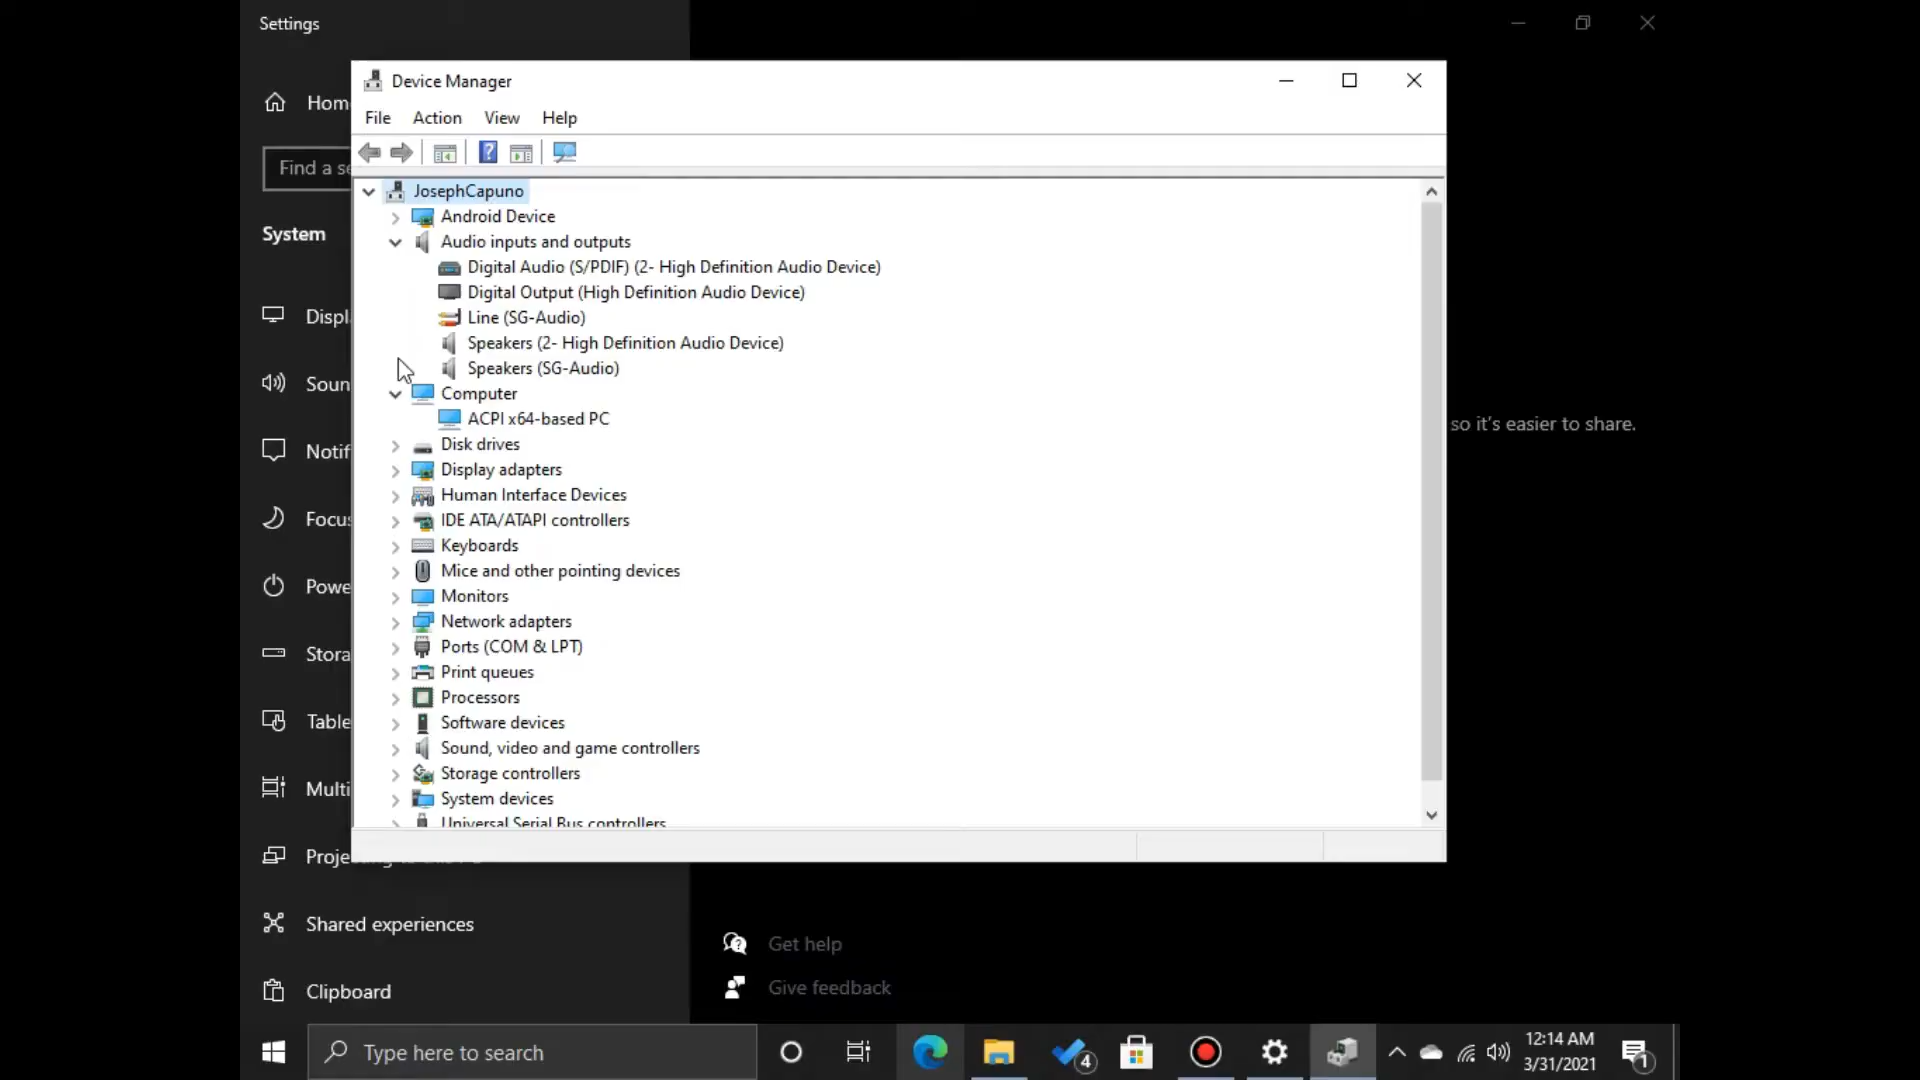 Settings
Hom
Find a se
System
Displ
Soun
Notif
Focus
Powe
Stora
Table
Multi
Proje
Shared experiences
Clipboard
Device Manager
File Action View Help
JosephCapuno
Android Device
Audio inputs and outputs
Digital Audio (S/PDIF) (2- High Definition Audio Device)
Digital Output (High Definition Audio Device)
Line (SG-Audio)
Speakers (2- High Definition Audio Device)
Speakers (SG-Audio)
Computer
ACPI x64-based PC
Disk drives
Display adapters
Human Interface Devices
IDE ATA/ATAPI controllers
Keyboards
Mice and other pointing devices
Monitors
Network adapters
Ports (COM & LPT)
Print queues
Processors
Software devices
Sound, video and game controllers
Storage controllers
System devices
Universal Serial Bus controllers
so it's easier to share.
Get help
Give feedback
Type here to search
4
12:14 AM
3/31/2021
1